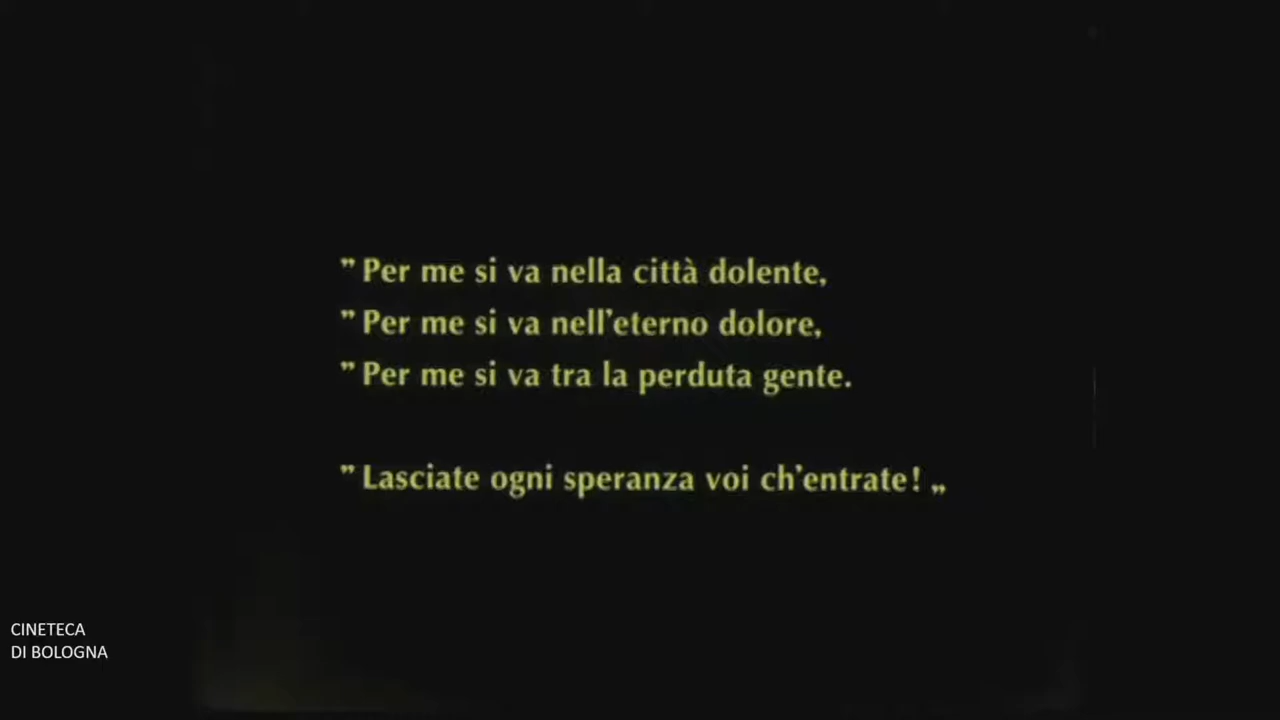 ” Per me si va nella città dolente,
” Per me si va nell’eterno dolore,
” Per me si va tra la perduta gente.
” Lasciate ogni speranza voi ch’entrate! „
CINETECA
DI BOLOGNA